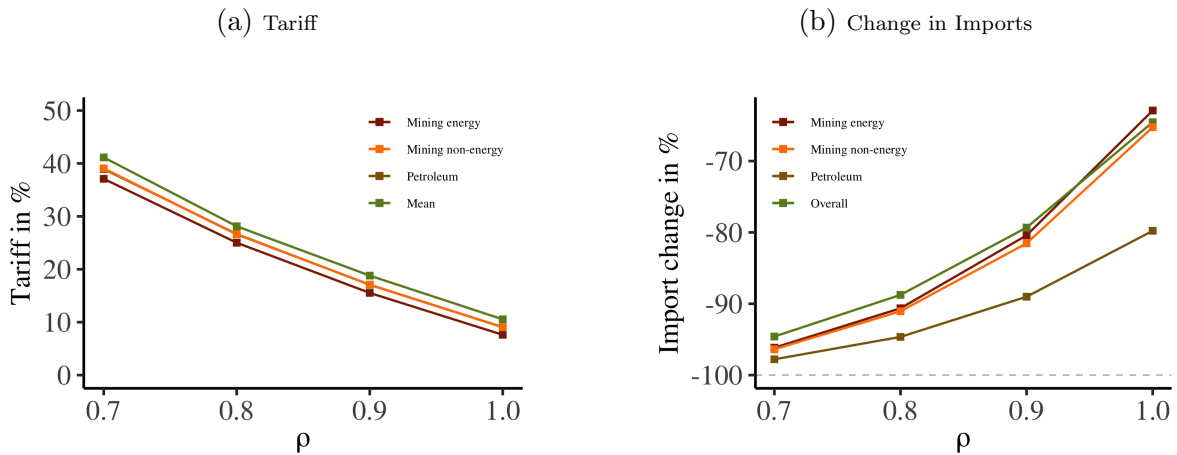 (a) Tariff
50
40
30
20
10
0
Tariff in %
0.7 0.8 0.9 1.0
ρ
Mining energy
Mining non-energy
Petroleum
Mean
(b) Change in Imports
-70
-80
-90
-100
Import change in %
0.7 0.8 0.9 1.0
ρ
Mining energy
Mining non-energy
Petroleum
Overall